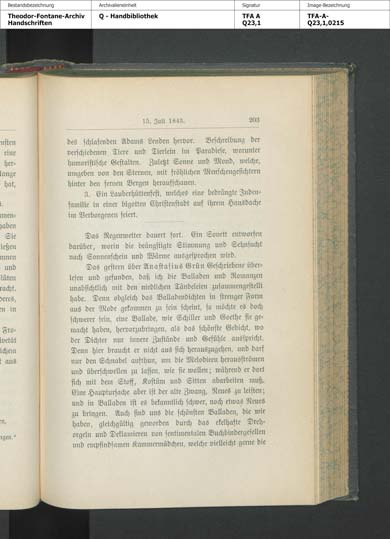 Bestandsbezeichnung
Archivalieneinheit
Signatur
Image-Bezeichnung
Theodor-Fontane-Archiv
Handschriften
Q - Handbibliothek
TFA A
Q23,1
TFA-A-
Q23,1,0215
15. Juli 1845. 203
des schlafenden Adams Lenden hervor. Beschreibung der
verschiedenen Tiere und Tierlein im Paradiese, worunter
humoristische Gestalten. Zuletzt Sonne und Mond, welche,
umgeben von den Sternen, mit fröhlichen Menschengesichtern
hinter den fernen Bergen heraufschauen.
3. Ein Lauberhüttenfest, welches eine bedrängte Juden-
familie in einer bigotten Christenstadt auf ihrem Hausdache
im Verborgenen feiert.
Das Regenwetter dauert fort. Ein Sonett entworfen
darüber, worin die beängstigte Stimmung und Sehnsucht
nach Sonnenschein und Wärme ausgesprochen wird.
Das gestern über Anastasius Grün Geschriebene über-
lesen und gefunden, daß ich die Balladen und Romanzen
unabsichtlich mit den niedlichen Tändeleien zusammengestellt
habe. Denn obgleich das Balladendichten in strenger Form
aus der Mode gekommen zu sein scheint, so möchte es doch
schwerer sein, eine Ballade, wie Schiller und Goethe sie ge-
macht haben, hervorzubringen, als das schönste Gedicht, wo
der Dichter nur innere Zustände und Gefühle ausspricht.
Denn hier braucht er nicht aus sich herauszugehen, und darf
nur den Schnabel aufthun, um die Melodieen herausströmen
und überschwellen zu lassen, wie sie wollen; während er dort
sich mit dem Stoff, Kostüm und Sitten abarbeiten muß.
Eine Hauptursache aber ist der alte Zwang, Neues zu leisten;
und in Balladen ist es bekanntlich schwer, noch etwas Neues
zu bringen. Auch sind uns die schönsten Balladen, die wir
haben, gleichgültig geworden durch das ekelhafte Dreh-
orgeln und Deklamieren von sentimentalen Buchbindergesellen
und empfindsamen Kammermädchen, welche vielleicht gerne die